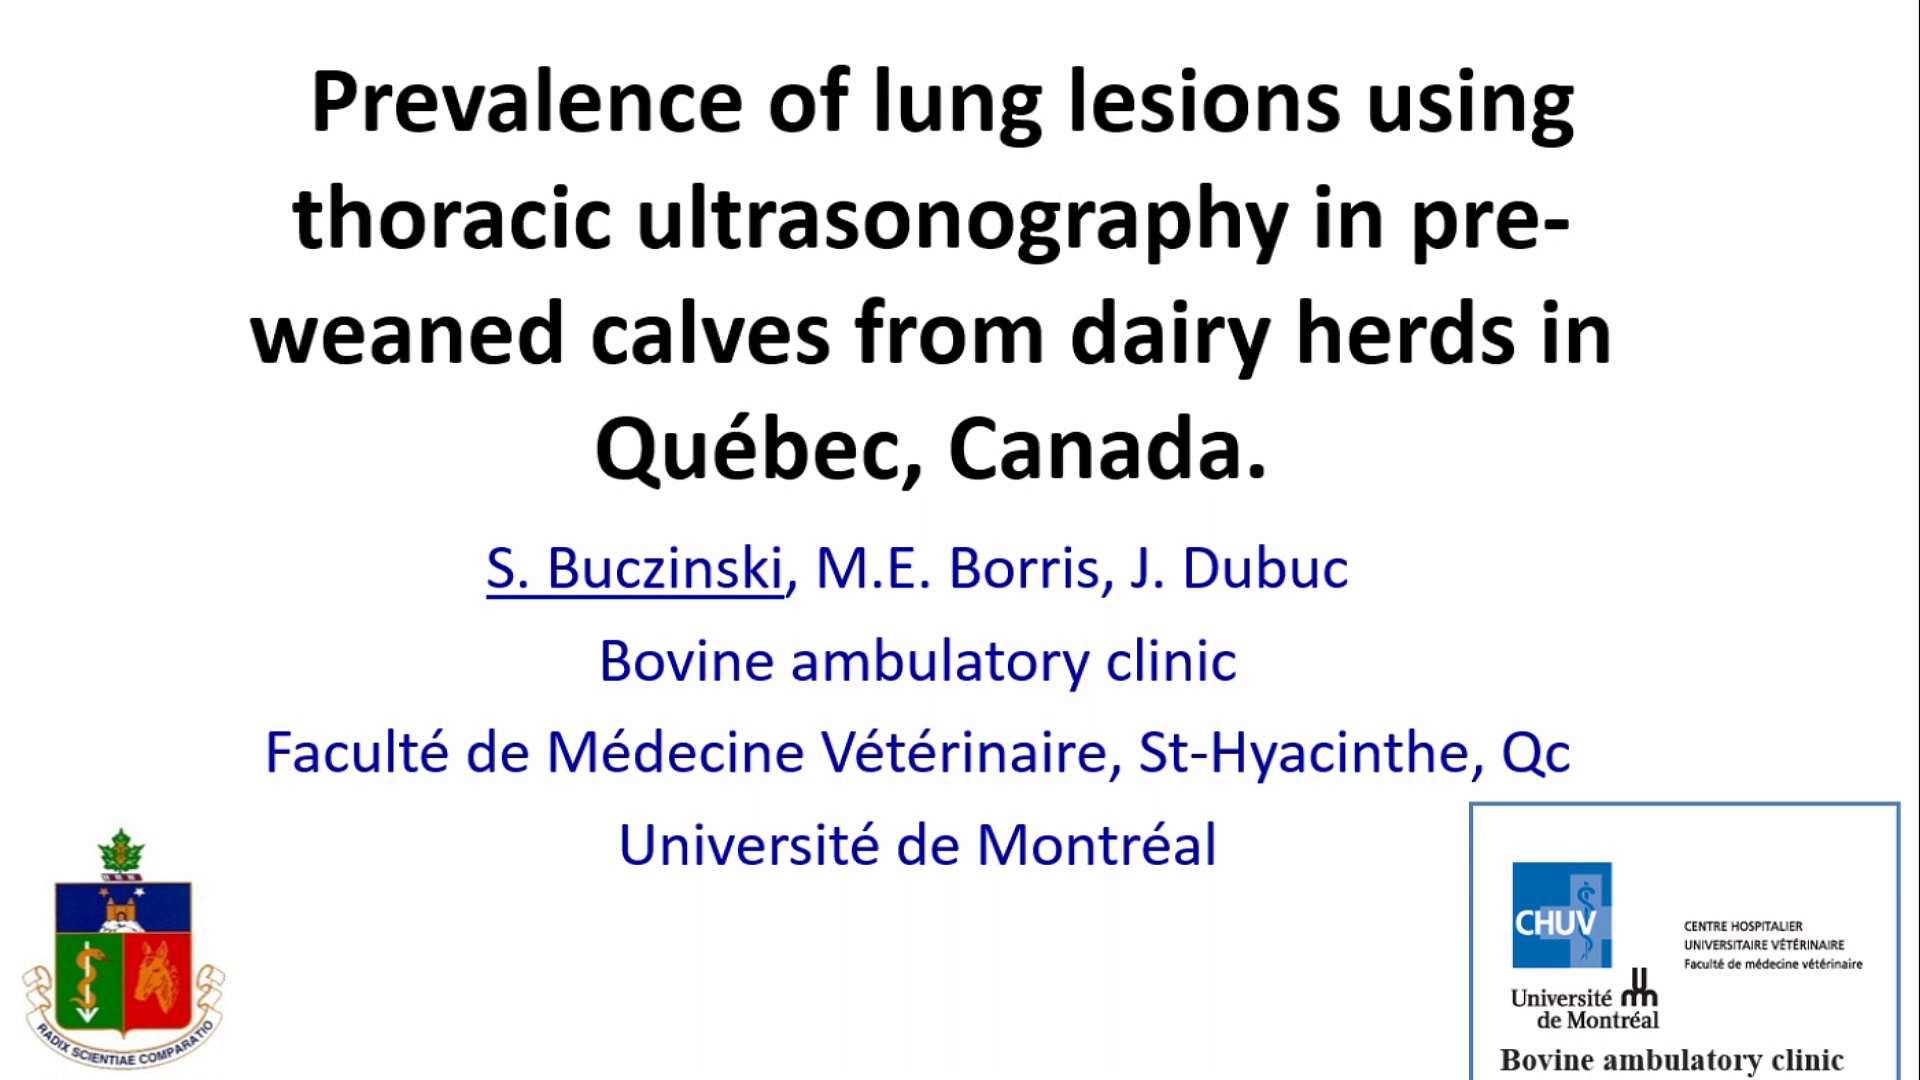 Prevalence of lung lesions using
thoracic ultrasonography in pre-
weaned calves from dairy herds in
Québec, Canada.
S. Buczinski, M.E. Borris, J. Dubuc
Bovine ambulatory clinic
Faculté de Médecine Vétérinaire, St-Hyacinthe, Qc
Université de Montréal
RADIX SCIENTIAE COMPARATIO
CHUV
CENTRE HOSPITALIER
UNIVERSITAIRE VÉTÉRINAIRE
Faculté de médecine vétérinaire
Université
de Montréal
Bovine ambulatory clinic